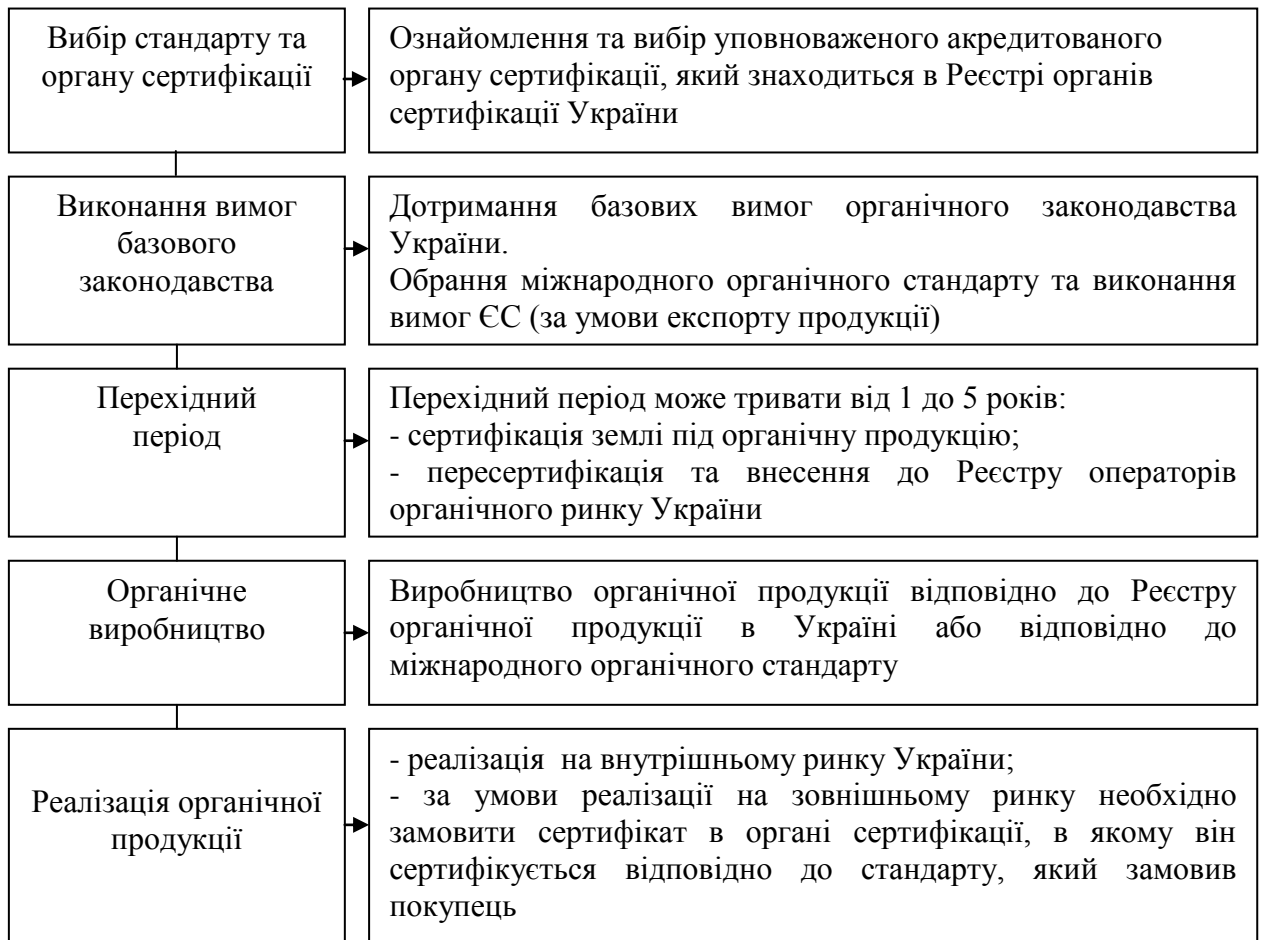 Вибір стандарту та
органу сертифікації
Ознайомлення та вибір уповноваженого акредитованого
органу сертифікації, який знаходиться в Реєстрі органів
сертифікації України
Виконання вимог
базового
законодавства
Дотримання базових вимог органічного законодавства
України.
Обрання міжнародного органічного стандарту та виконання
вимог ЄС (за умови експорту продукції)
Перехідний
період
Перехідний період може тривати від 1 до 5 років:
- сертифікація землі під органічну продукцію;
- пересертифікація та внесення до Реєстру операторів
органічного ринку України
Органічне
виробництво
Виробництво органічної продукції відповідно до Реєстру
органічної продукції в Україні або відповідно до
міжнародного органічного стандарту
Реалізація органічної
продукції
- реалізація на внутрішньому ринку України;
- за умови реалізації на зовнішньому ринку необхідно
замовити сертифікат в органі сертифікації, в якому він
сертифікується відповідно до стандарту, який замовив
покупець